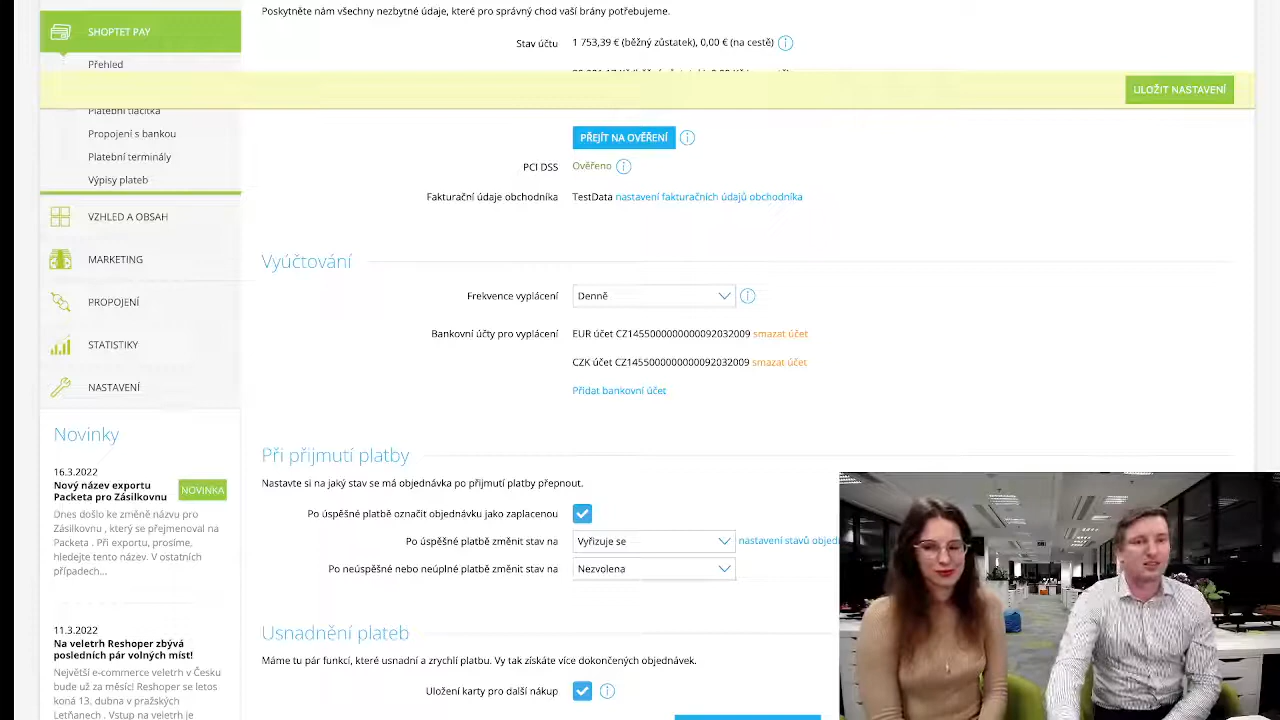 SHOPTET PAY
Přehled
Platební tlačítka
Propojení s bankou
Platební terminály
Výpisy plateb
VZHLED A OBSAH
MARKETING
PROPOJENÍ
STATISTIKY
NASTAVENÍ
Novinky
16.3.2022
Nový název exportu
Packeta pro Zásilkovnu
NOVINKA
Dnes došlo ke změně názvu pro
Zásilkovnu , který se přejmenoval na
Packeta . Při exportu, prosíme,
hledejte tento název. V ostatních
případech...
11.3.2022
Na veletrh Reshoper zbývá
posledních pár volných míst!
Největší e-commerce veletrh v Česku
bude už za měsíc! Reshoper se letos
koná 13. dubna v pražských
Letňanech . Vstup na veletrh je
Poskytněte nám všechny nezbytné údaje, které pro správný chod vaší brány potřebujeme.
Stav účtu 1 753,39 € (běžný zůstatek), 0,00 € (na cestě)
ULOŽIT NASTAVENÍ
PŘEJÍT NA OVĚŘENÍ
PCI DSS Ověřeno
Fakturační údaje obchodníka TestData nastavení fakturačních údajů obchodníka
Vyúčtování
Frekvence vyplácení Denně
Bankovní účty pro vyplácení EUR účet CZ1455000000000092032009 smazat účet
CZK účet CZ1455000000000092032009 smazat účet
Přidat bankovní účet
Při přijmutí platby
Nastavte si na jaký stav se má objednávka po přijmutí platby přepnout.
Po úspěšné platbě označit objednávku jako zaplacenou
Po úspěšné platbě změnit stav na Vyřizuje se nastavení stavů objed
Po neúspěšné nebo neúplné platbě změnit stav na Nezvolena
Usnadnění plateb
Máme tu pár funkcí, které usnadní a zrychlí platbu. Vy tak získáte více dokončených objednávek.
Uložení karty pro další nákup